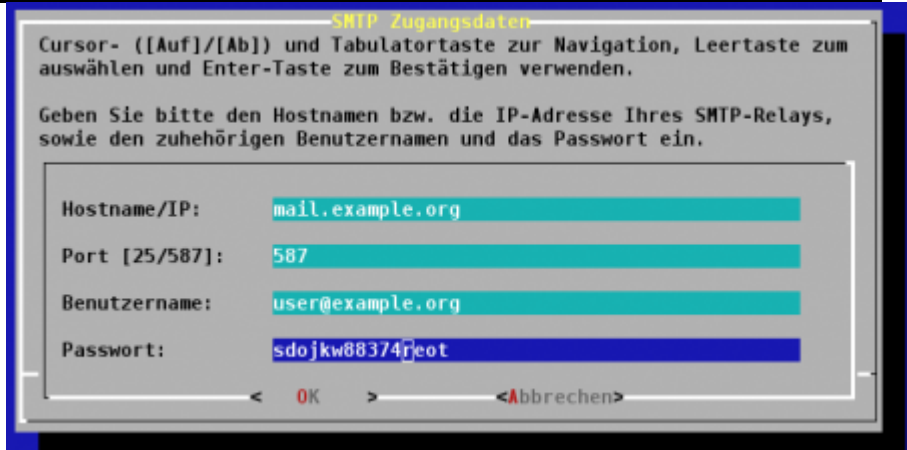 SMTP Zugangsdaten
Cursor- ([Auf]/[Ab]) und Tabulatortaste zur Navigation, Leertaste zum
auswählen und Enter-Taste zum Bestätigen verwenden.
Geben Sie bitte den Hostnamen bzw. die IP-Adresse Ihres SMTP-Relays,
sowie den zuhehörigen Benutzernamen und das Passwort ein.
Hostname/IP: mail.example.org
Port [25/587]: 587
Benutzername: user@example.org
Passwort: sdojkw88374reot
< OK > <Abbrechen>